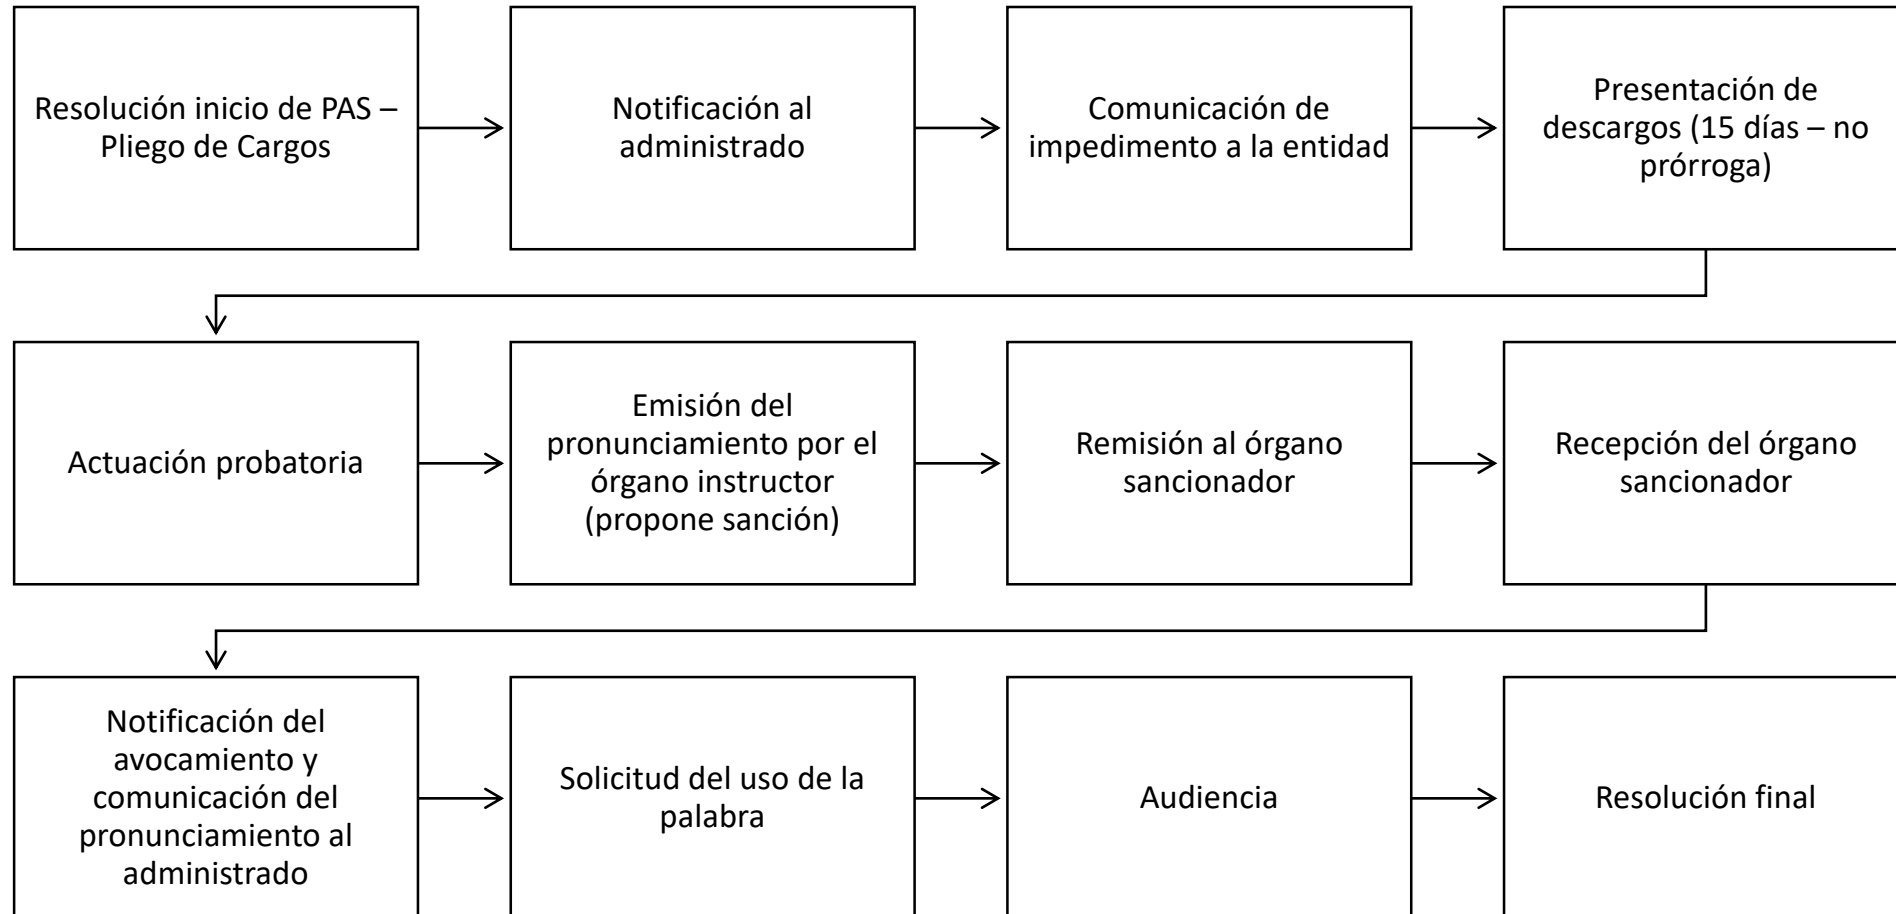 Resolución inicio de PAS –
Pliego de Cargos
Notificación al
administrado
Comunicación de
impedimento a la entidad
Presentación de
descargos (15 días – no
prórroga)
Actuación probatoria
Emisión del
pronunciamiento por el
órgano instructor
(propone sanción)
Remisión al órgano
sancionador
Recepción del órgano
sancionador
Notificación del
avocamiento y
comunicación del
pronunciamiento al
administrado
Solicitud del uso de la
palabra
Audiencia
Resolución final